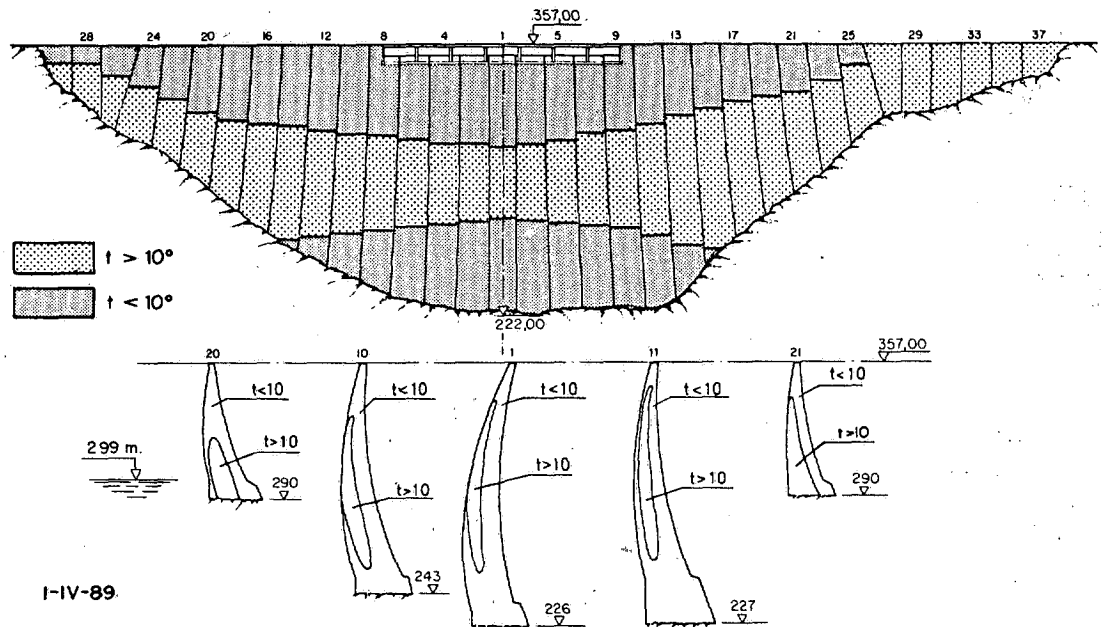 357,00
28 24 20 16 12 8 4 1 5 9 13 17 21 25 29 33 37
t > 10°
t < 10°
222,00
20 10 1 11 21
357,00
t<10 t<10 t<10 t<10 t<10
t>10 t>10 t>10 t>10 t>10
299 m.
290 290
243
226 227
1-IV-89